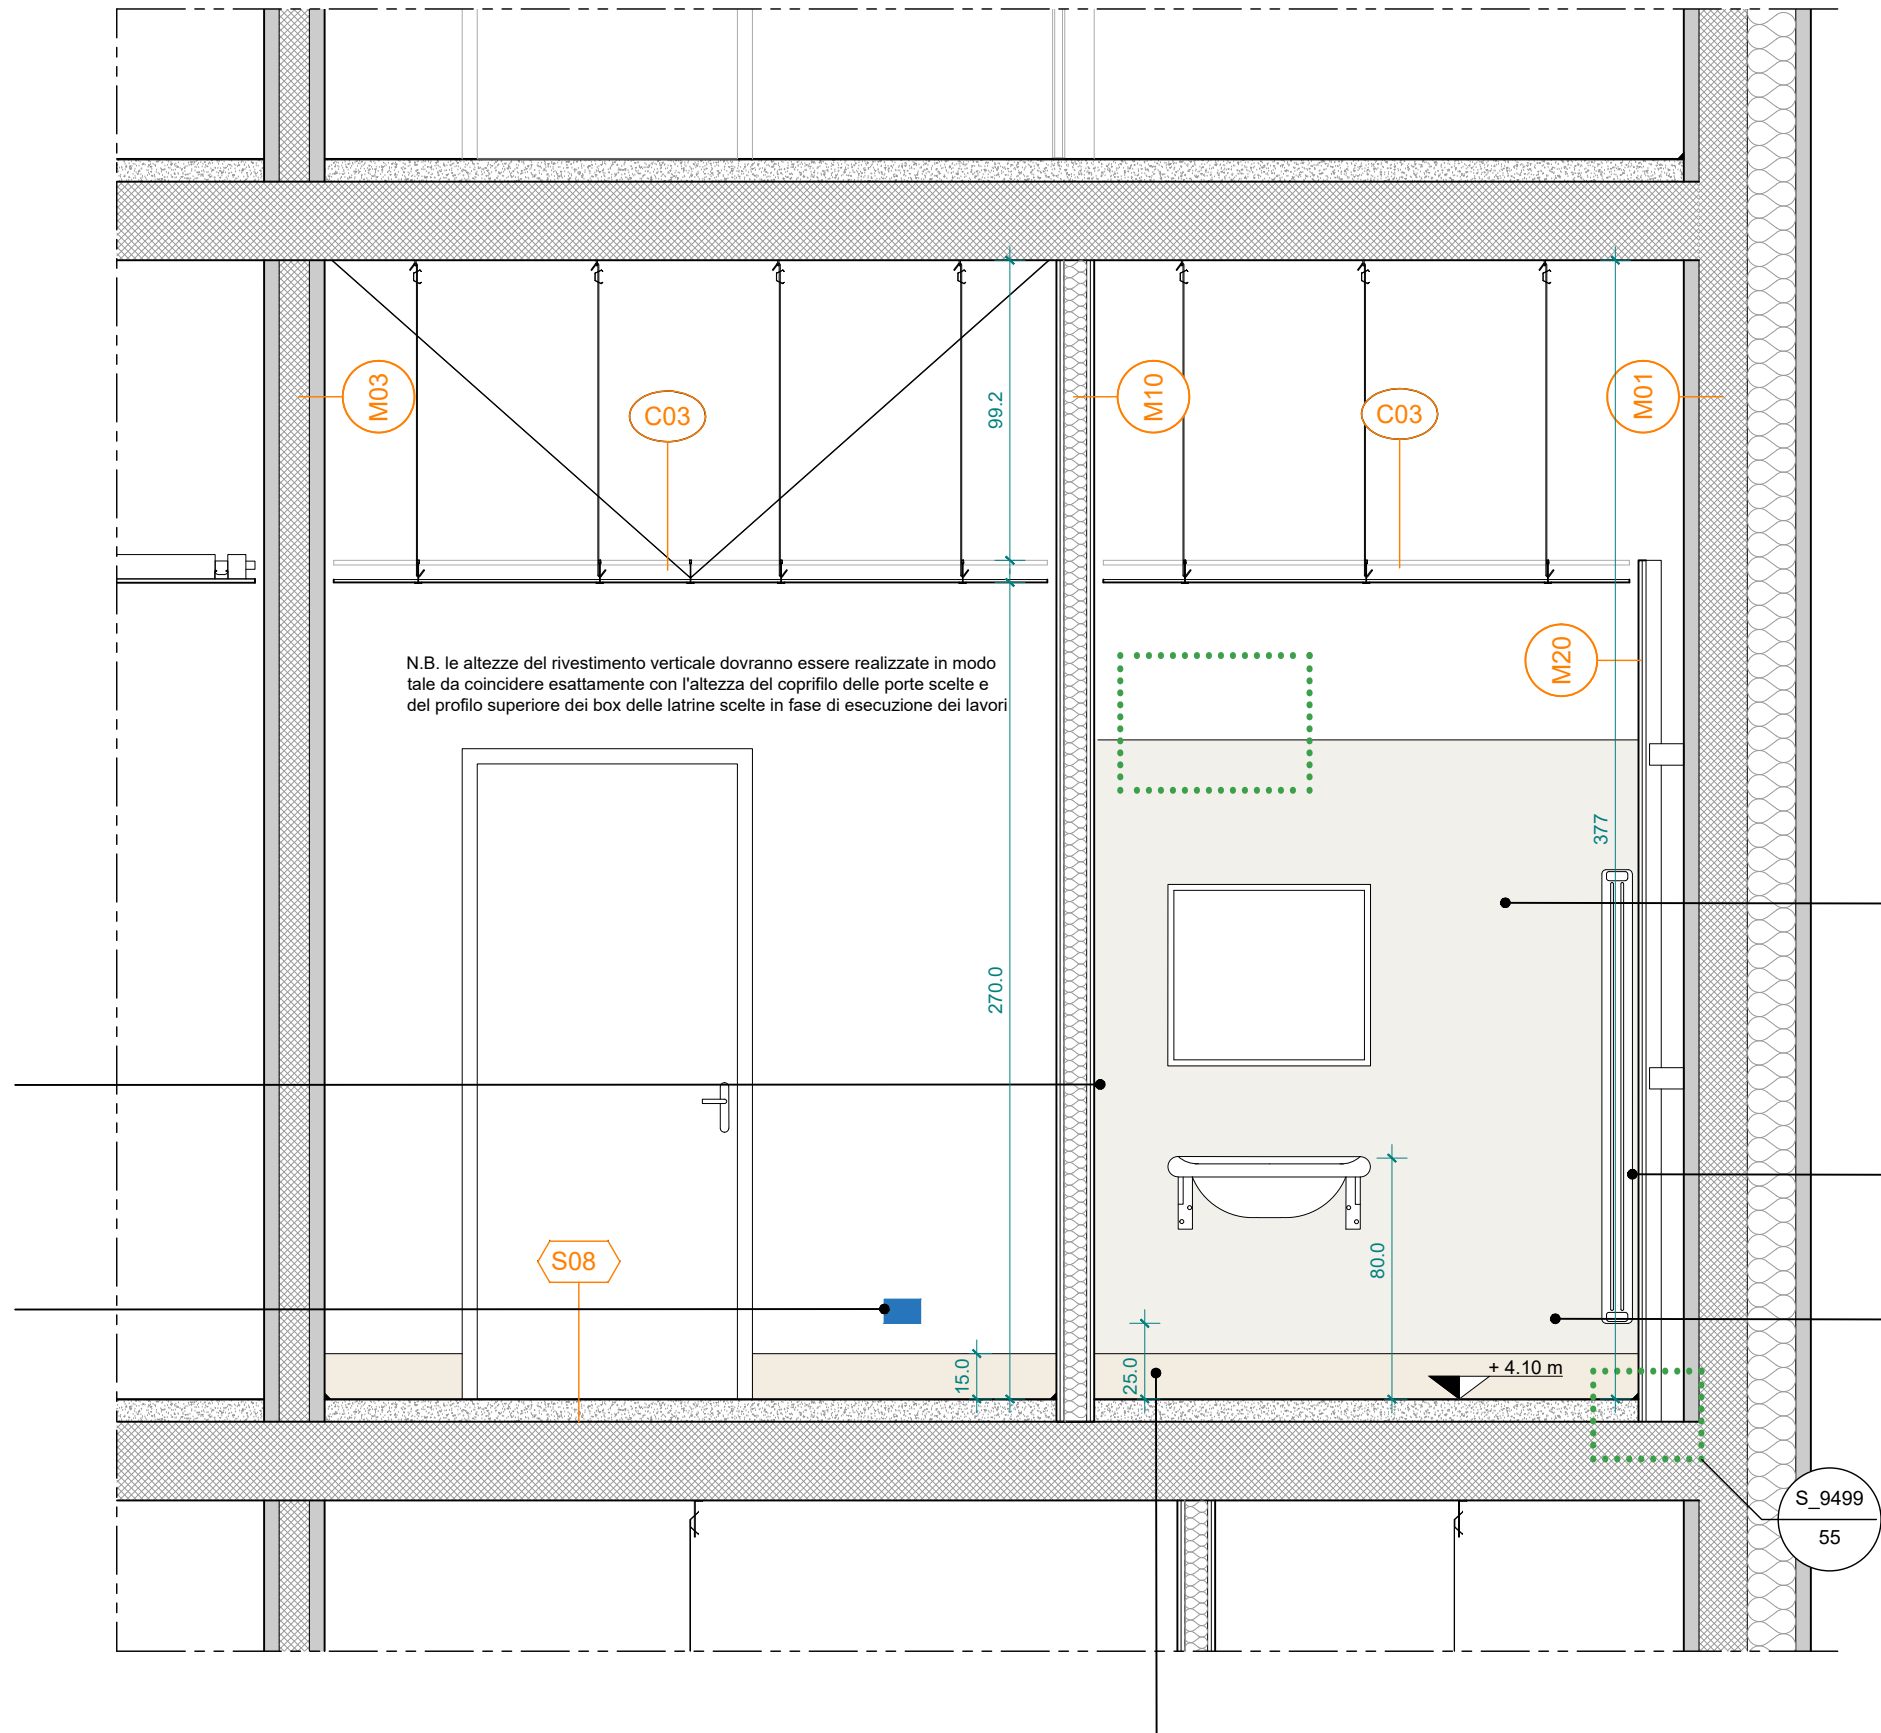 M03
C03
99.2
M10
C03
M01
N.B. le altezze del rivestimento verticale dovranno essere realizzate in modo
tale da coincidere esattamente con l'altezza del coprifilo delle porte scelte e
del profilo superiore dei box delle latrine scelte in fase di esecuzione dei lavori
M20
377
270.0
S08
80.0
15.0
25.0
+ 4.10 m
S_9499
55